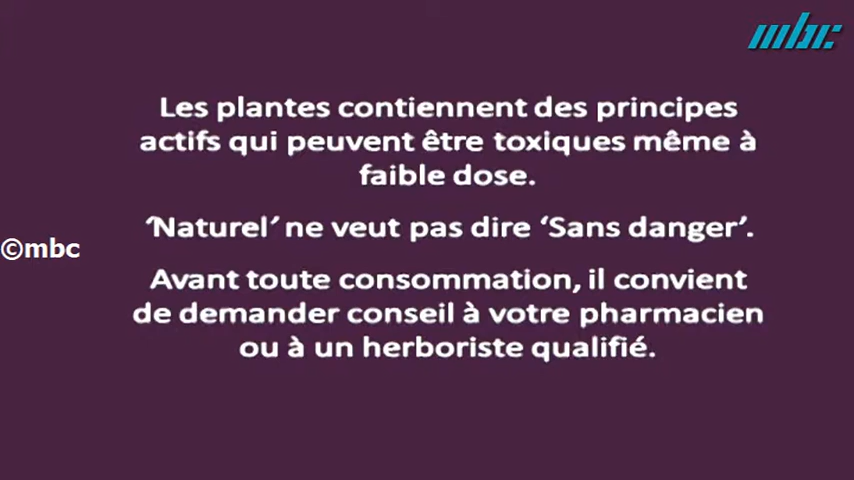 mbc
Les plantes contiennent des principes
actifs qui peuvent être toxiques même à
faible dose.
‘Naturel’ ne veut pas dire ‘Sans danger’.
©mbc
Avant toute consommation, il convient
de demander conseil à votre pharmacien
ou à un herboriste qualifié.